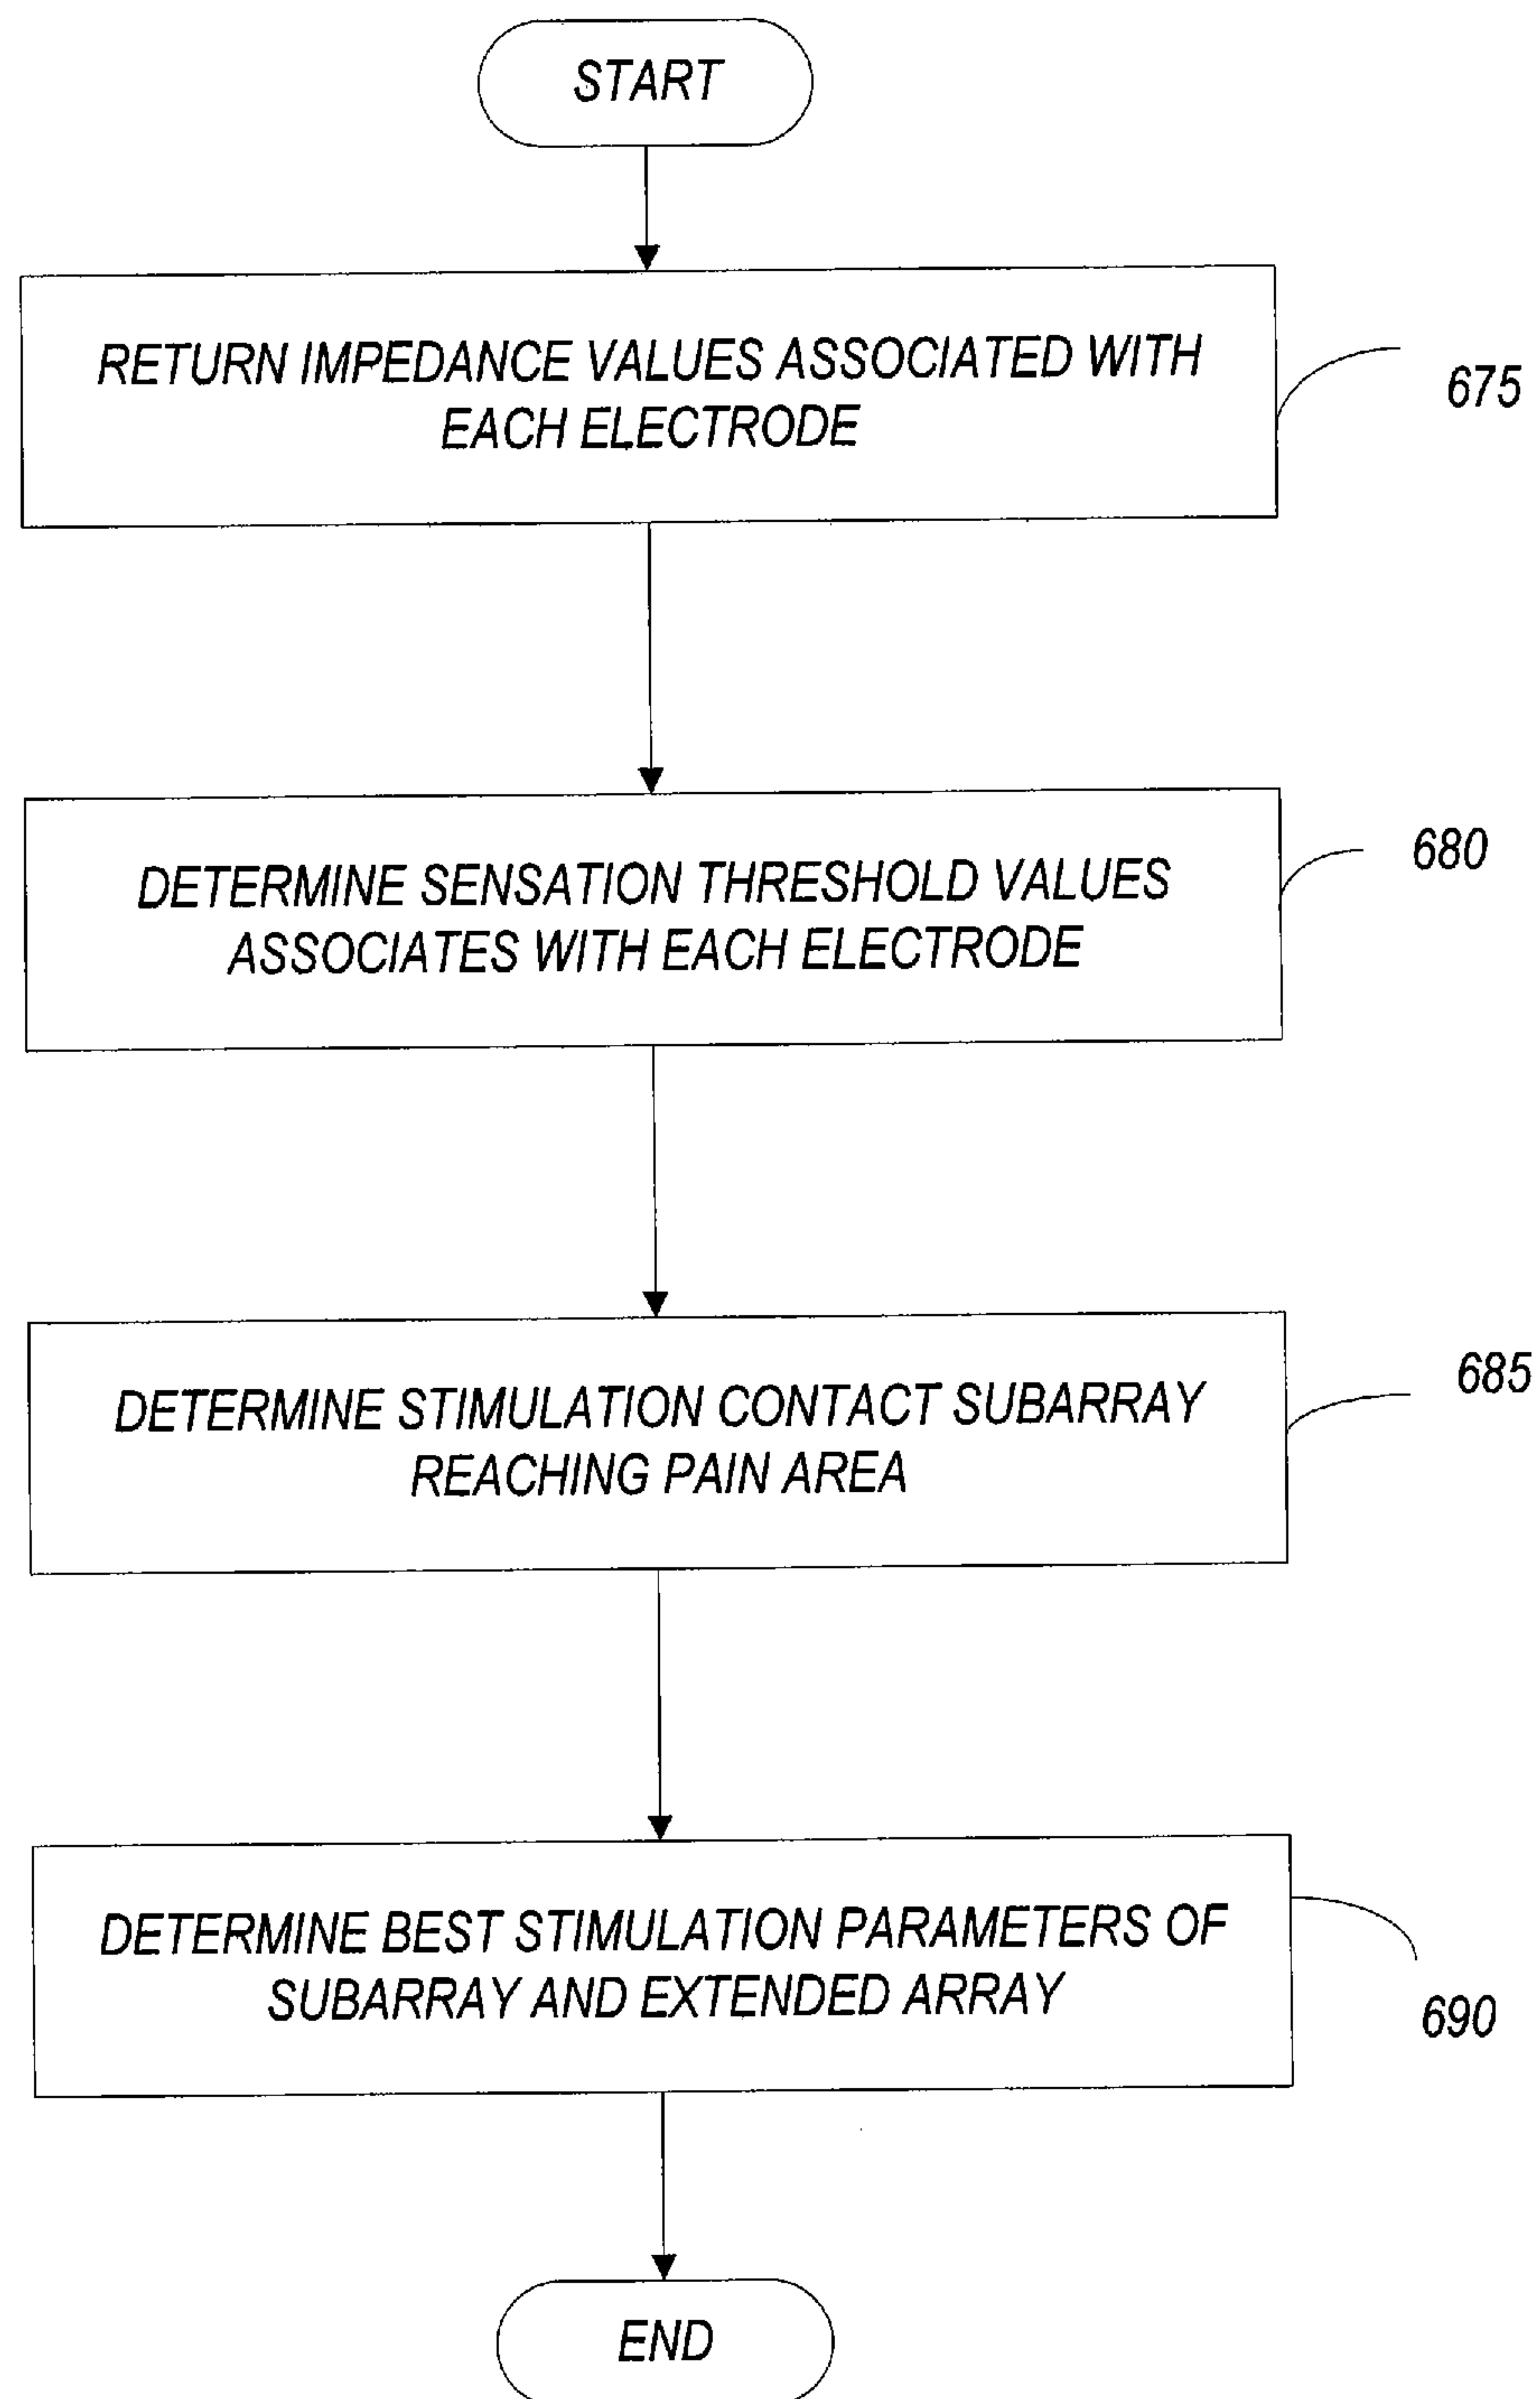 START
RETURN IMPEDANCE VALUES ASSOCIATED WITH
EACH ELECTRODE
675
DETERMINE SENSATION THRESHOLD VALUES
ASSOCIATES WITH EACH ELECTRODE
680
DETERMINE STIMULATION CONTACT SUBARRAY
REACHING PAIN AREA
685
DETERMINE BEST STIMULATION PARAMETERS OF
SUBARRAY AND EXTENDED ARRAY
690
END